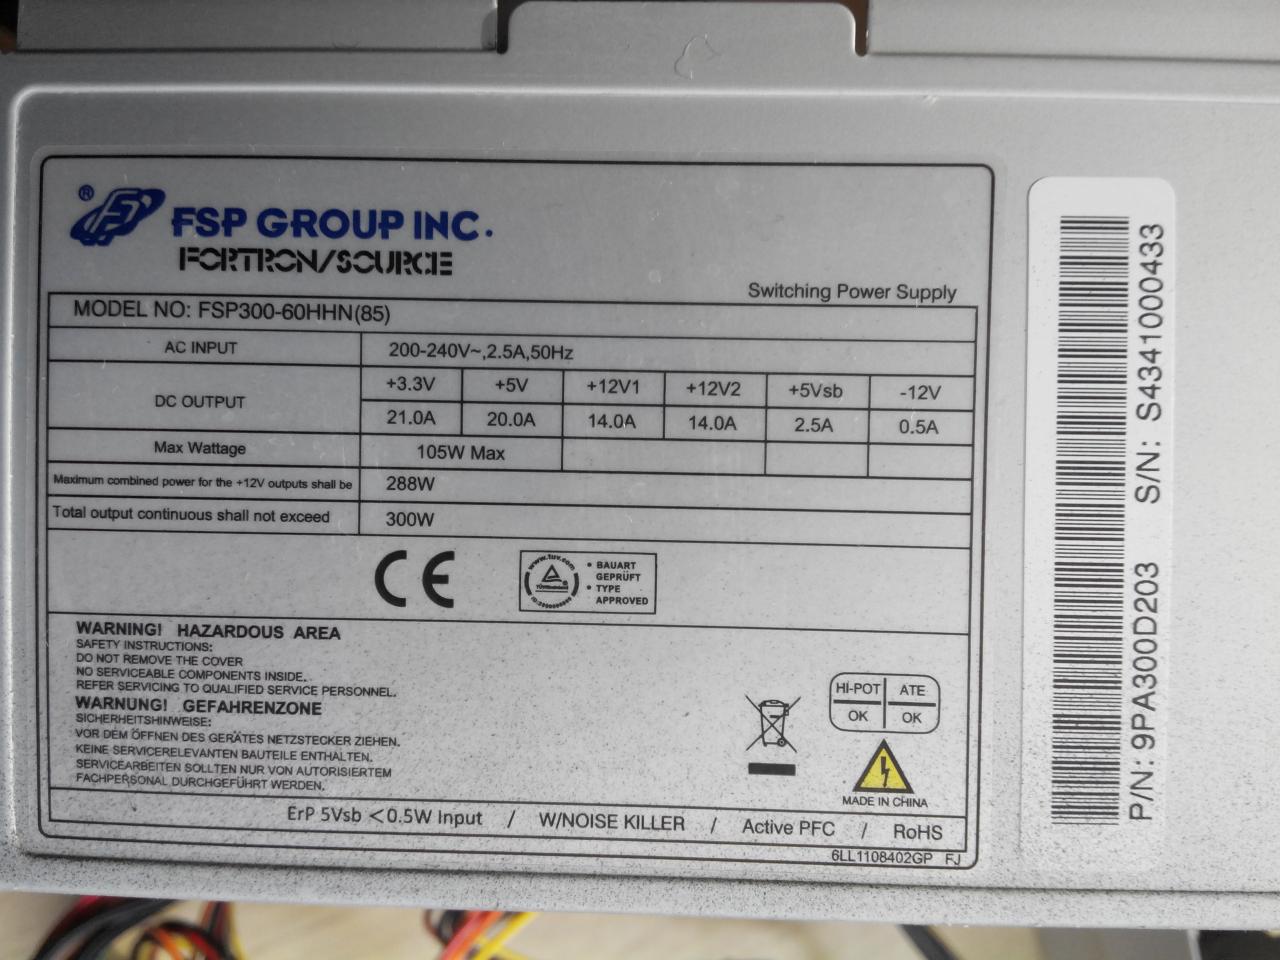 ®
FSP GROUP INC.
FORTRON/SOURCE
Switching Power Supply
MODEL NO: FSP300-60HHN(85)
AC INPUT 200-240V~,2.5A,50Hz
DC OUTPUT
+3.3V +5V +12V1 +12V2 +5Vsb -12V
21.0A 20.0A 14.0A 14.0A 2.5A 0.5A
Max Wattage 105W Max
Maximum combined power for the +12V outputs shall be 288W
Total output continuous shall not exceed 300W
CE
www.tuv.com
• BAUART
GEPRÜFT
• TYPE
APPROVED
WARNING! HAZARDOUS AREA
SAFETY INSTRUCTIONS:
DO NOT REMOVE THE COVER
NO SERVICEABLE COMPONENTS INSIDE.
REFER SERVICING TO QUALIFIED SERVICE PERSONNEL.
WARNUNG! GEFAHRENZONE
SICHERHEITSHINWEISE:
VOR DEM ÖFFNEN DES GERÄTES NETZSTECKER ZIEHEN.
KEINE SERVICERELEVANTEN BAUTEILE ENTHALTEN.
SERVICEARBEITEN SOLLTEN NUR VON AUTORISIERTEM
FACHPERSONAL DURCHGEFÜHRT WERDEN.
HI-POT ATE
OK OK
MADE IN CHINA
ErP 5Vsb <0.5W Input / W/NOISE KILLER / Active PFC / RoHS
6LL1108402GP FJ
P/N: 9PA300D203 S/N: S4341000433